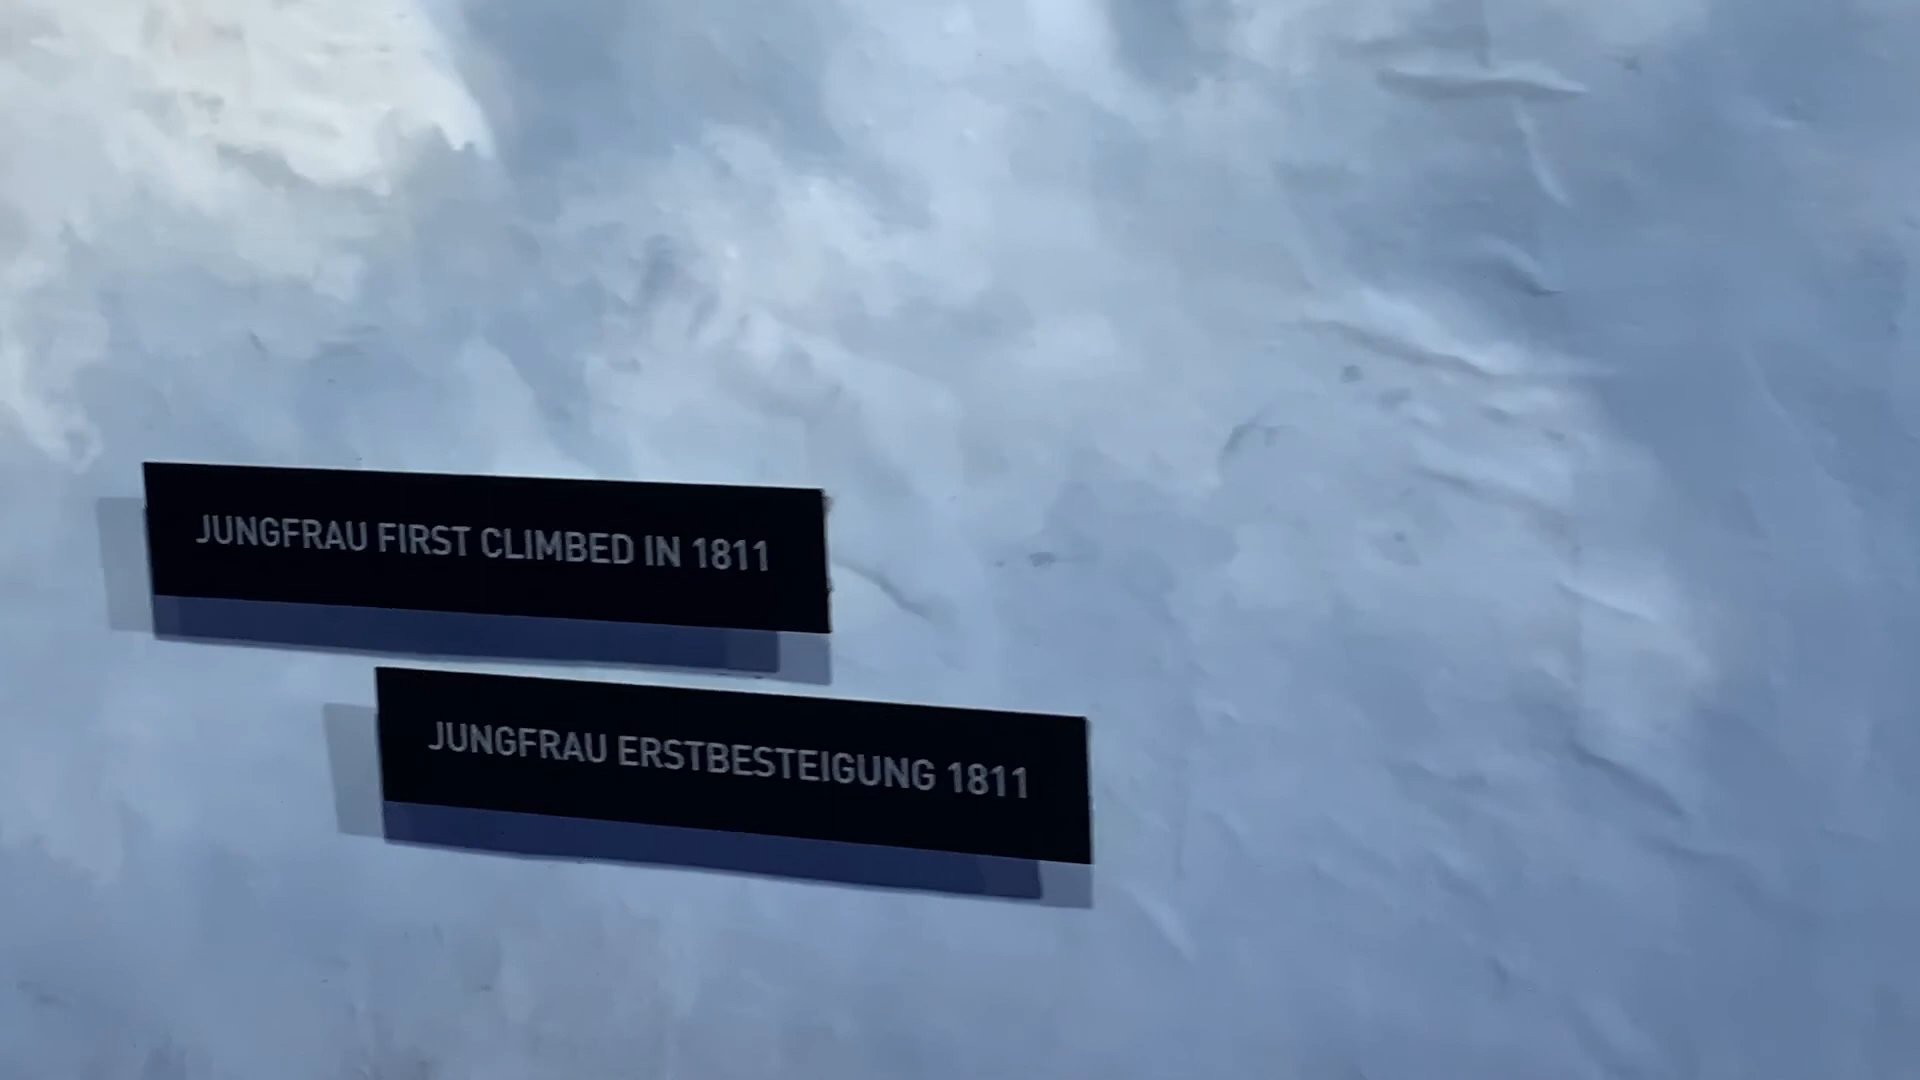 JUNGFRAU FIRST CLIMBED IN 1811
JUNGFRAU ERSTBESTEIGUNG 1811